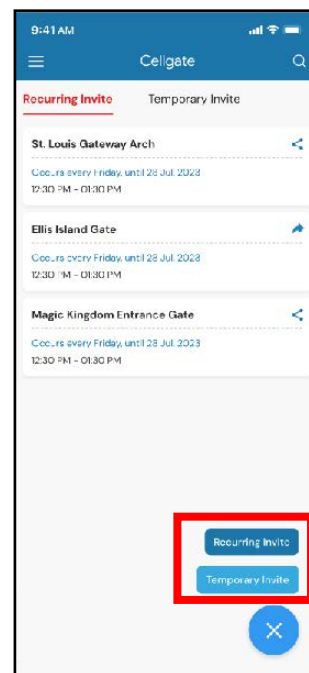 9:41 AM
Cellgate
Recurring Invite Temporary Invite
St. Louis Gateway Arch
Occurs every Friday, until 28 Jul, 2023
12:30 PM - 01:30 PM
Ellis Island Gate
Occurs every Friday, until 28 Jul, 2023
12:30 PM - 01:30 PM
Magic Kingdom Entrance Gate
Occurs every Friday, until 28 Jul, 2023
12:30 PM - 01:30 PM
Recurring Invite
Temporary Invite